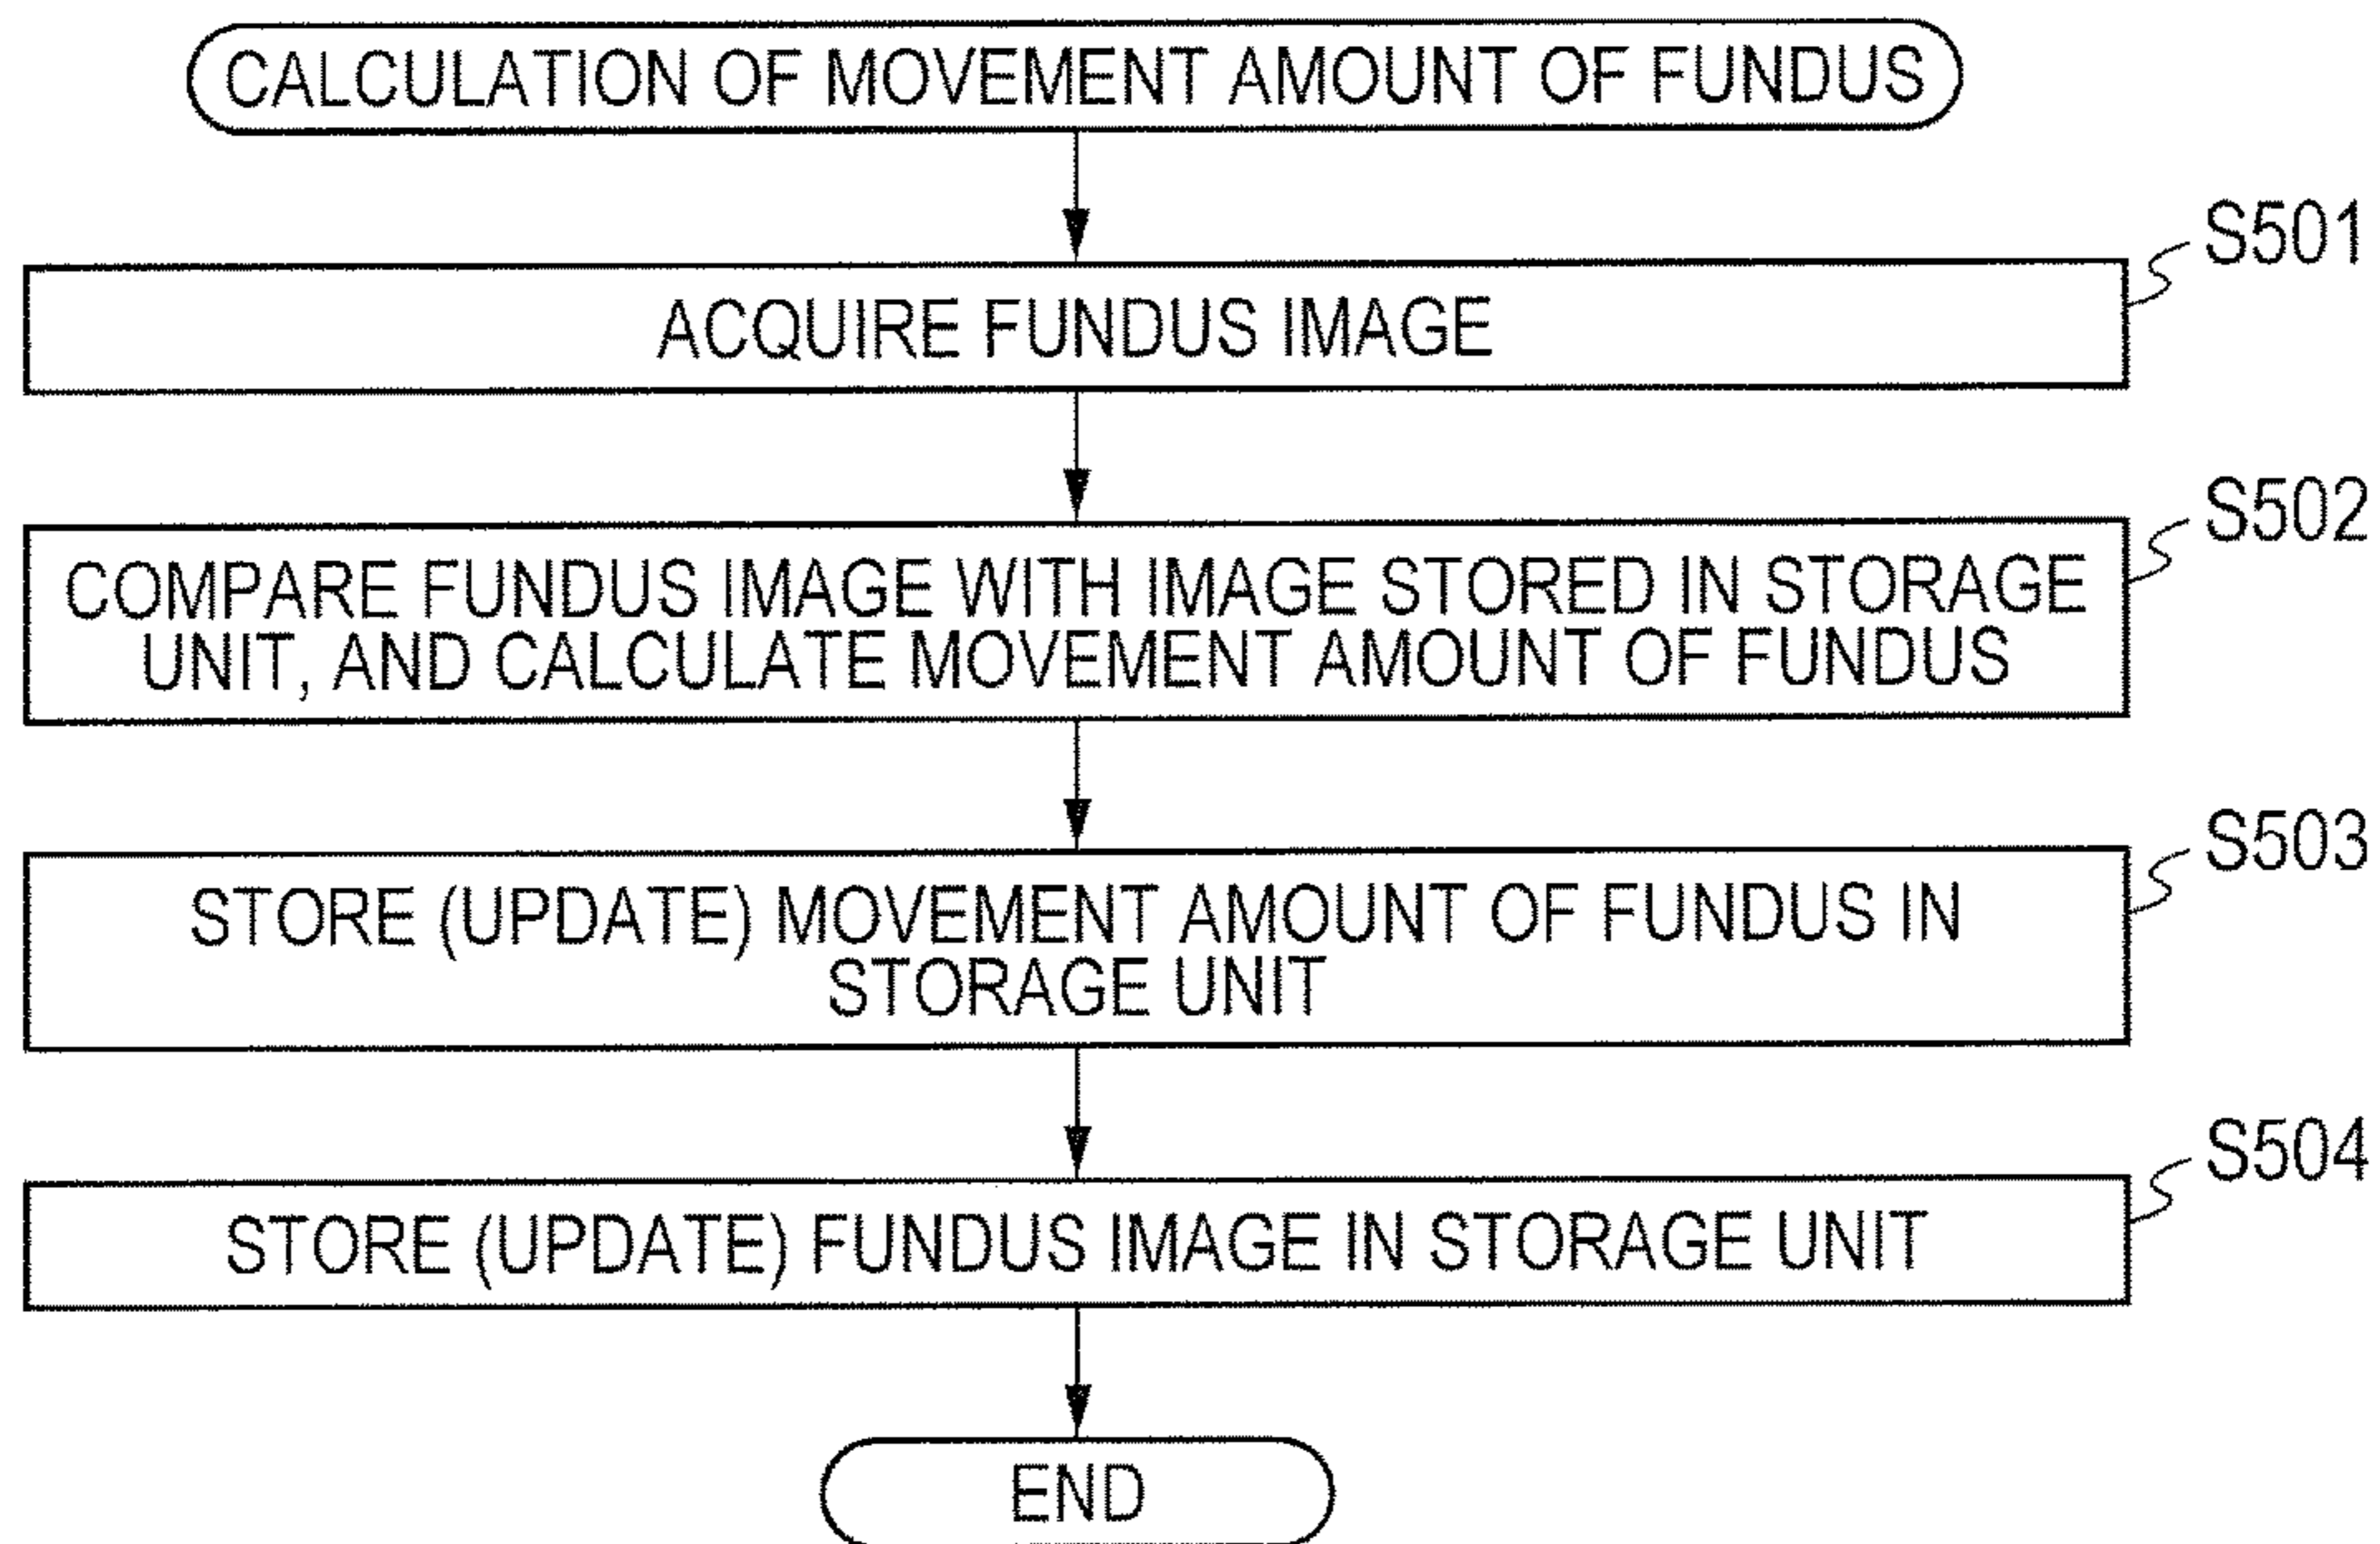 CALCULATION OF MOVEMENT AMOUNT OF FUNDUS
S501
ACQUIRE FUNDUS IMAGE
S502
COMPARE FUNDUS IMAGE WITH IMAGE STORED IN STORAGE
UNIT, AND CALCULATE MOVEMENT AMOUNT OF FUNDUS
S503
STORE (UPDATE) MOVEMENT AMOUNT OF FUNDUS IN
STORAGE UNIT
S504
STORE (UPDATE) FUNDUS IMAGE IN STORAGE UNIT
END